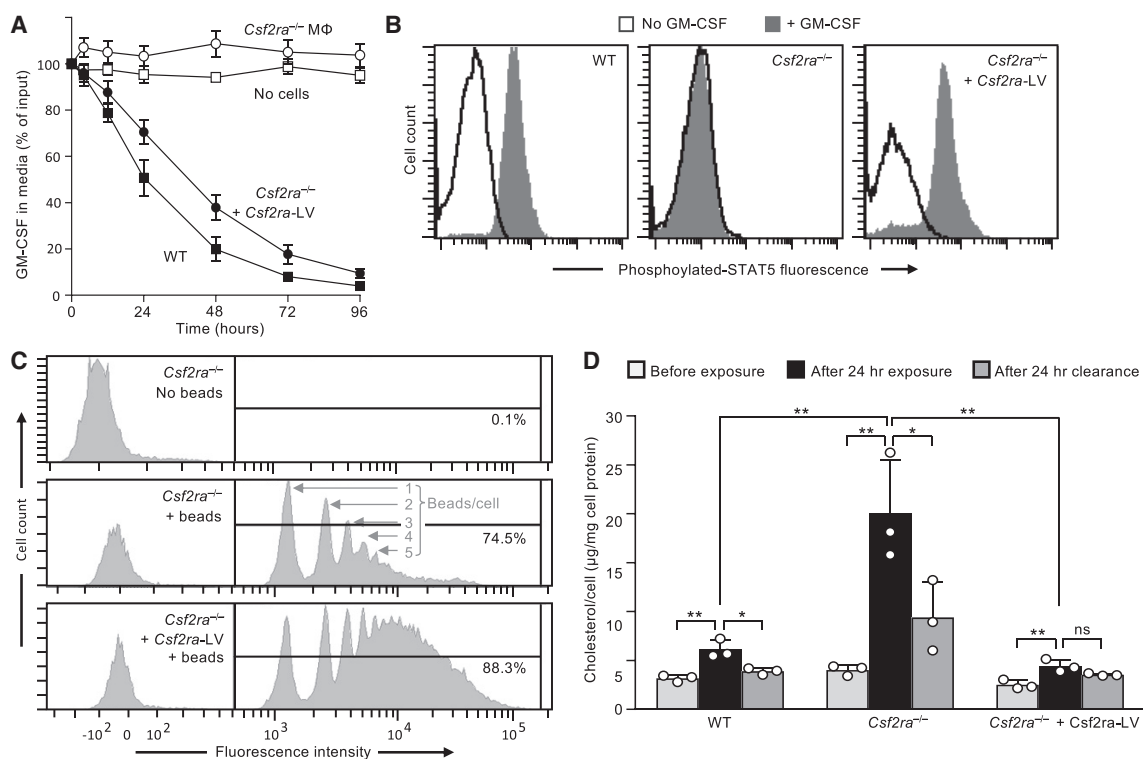 A
Csf2ra–/– MΦ
No cells
Csf2ra–/–
+ Csf2ra-LV
WT
GM-CSF in media (% of input)
100
80
60
40
20
0
0 24 48 72 96
Time (hours)
B
No GM-CSF + GM-CSF
WT
Csf2ra–/–
Csf2ra–/–
+ Csf2ra-LV
Cell count
Phosphoylated-STAT5 fluorescence
C
Csf2ra–/–
No beads
0.1%
Csf2ra–/–
+ beads
1
2
3
4
5
Beads/cell
74.5%
Csf2ra–/–
+ Csf2ra-LV
+ beads
88.3%
Cell count
-10² 0 10² 10³ 10⁴ 10⁵
Fluorescence intensity
D
Before exposure After 24 hr exposure After 24 hr clearance
Cholesterol/cell (µg/mg cell protein)
30
25
20
15
10
5
0
** **
** *
** *
** ns
WT Csf2ra–/– Csf2ra–/– + Csf2ra-LV